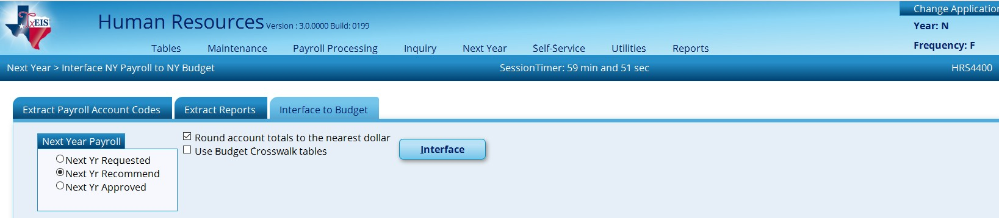 TxEIS
Human Resources Version : 3.0.0000 Build: 0199
Change Application
Year: N
Frequency: F
Tables Maintenance Payroll Processing Inquiry Next Year Self-Service Utilities Reports
Next Year > Interface NY Payroll to NY Budget SessionTimer: 59 min and 51 sec HRS4400
Extract Payroll Account Codes Extract Reports Interface to Budget
Next Year Payroll
Next Yr Requested
Next Yr Recommend
Next Yr Approved
Round account totals to the nearest dollar
Use Budget Crosswalk tables
Interface